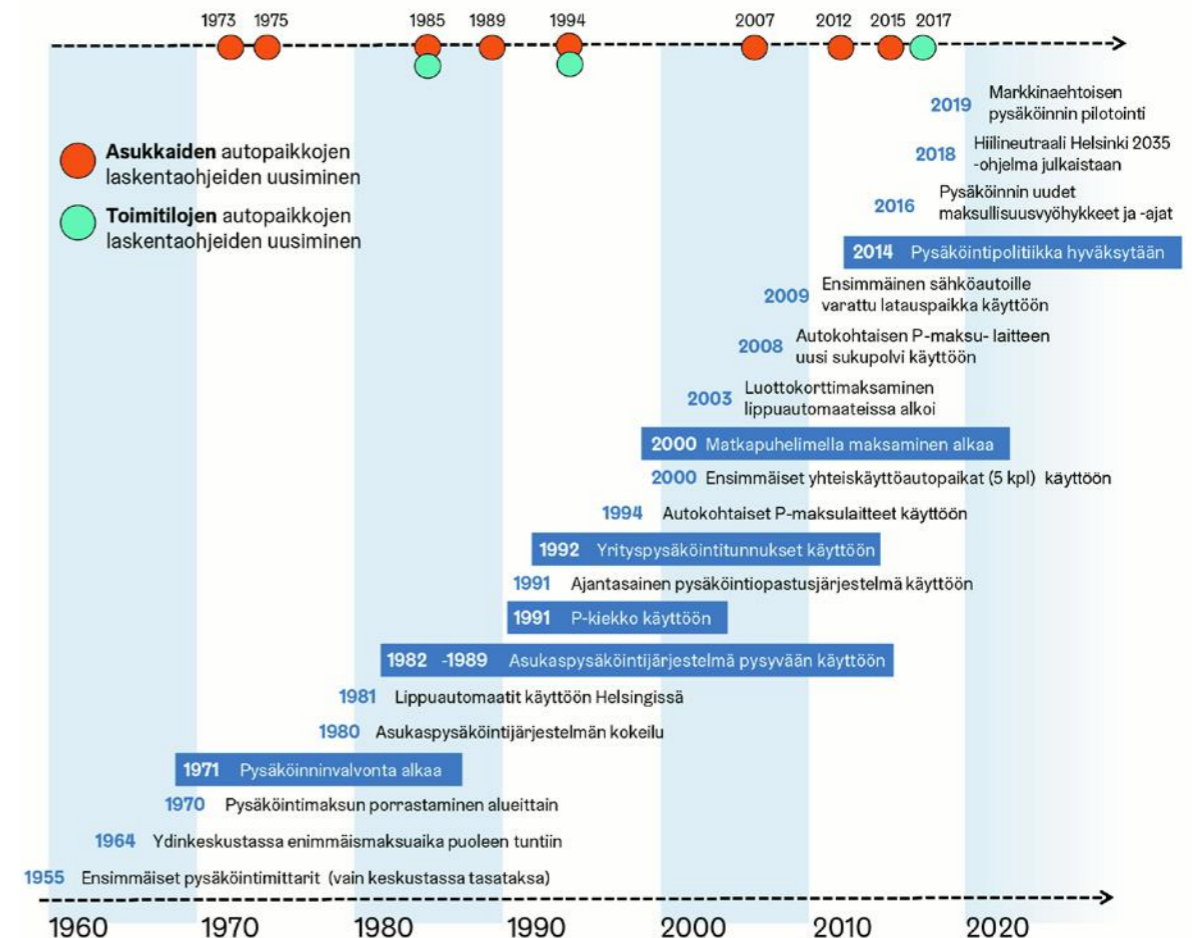 1973 1975 1985 1989 1994 2007 2012 2015 2017
2019 Markkinaehtoisen
pysäköinnin pilotointi
Asukkaiden autopaikkojen
laskentaohjeiden uusiminen
2018 Hiilineutraali Helsinki 2035
-ohjelma julkaistaan
Toimitilojen autopaikkojen
laskentaohjeiden uusiminen
2016 Pysäköinnin uudet
maksullisuusvyöhykkeet ja -ajat
2014 Pysäköintipolitiikka hyväksytään
2009 Ensimmäinen sähköautoille
varattu latauspaikka käyttöön
2008 Autokohtaisen P-maksu- laitteen
uusi sukupolvi käyttöön
2003 Luottokorttimaksaminen
lippuautomaateissa alkoi
2000 Matkapuhelimella maksaminen alkaa
2000 Ensimmäiset yhteiskäyttöautopaikat (5 kpl) käyttöön
1994 Autokohtaiset P-maksulaitteet käyttöön
1992 Yrityspysäköintitunnukset käyttöön
1991 Ajantasainen pysäköintiopastusjärjestelmä käyttöön
1991 P-kiekko käyttöön
1982 -1989 Asukaspysäköintijärjestelmä pysyvään käyttöön
1981 Lippuautomaatit käyttöön Helsingissä
1980 Asukaspysäköintijärjestelmän kokeilu
1971 Pysäköinninvalvonta alkaa
1970 Pysäköintimaksun porrastaminen alueittain
1964 Ydinkeskustassa enimmäismaksuaika puoleen tuntiin
1955 Ensimmäiset pysäköintimittarit (vain keskustassa tasataksa)
1960 1970 1980 1990 2000 2010 2020